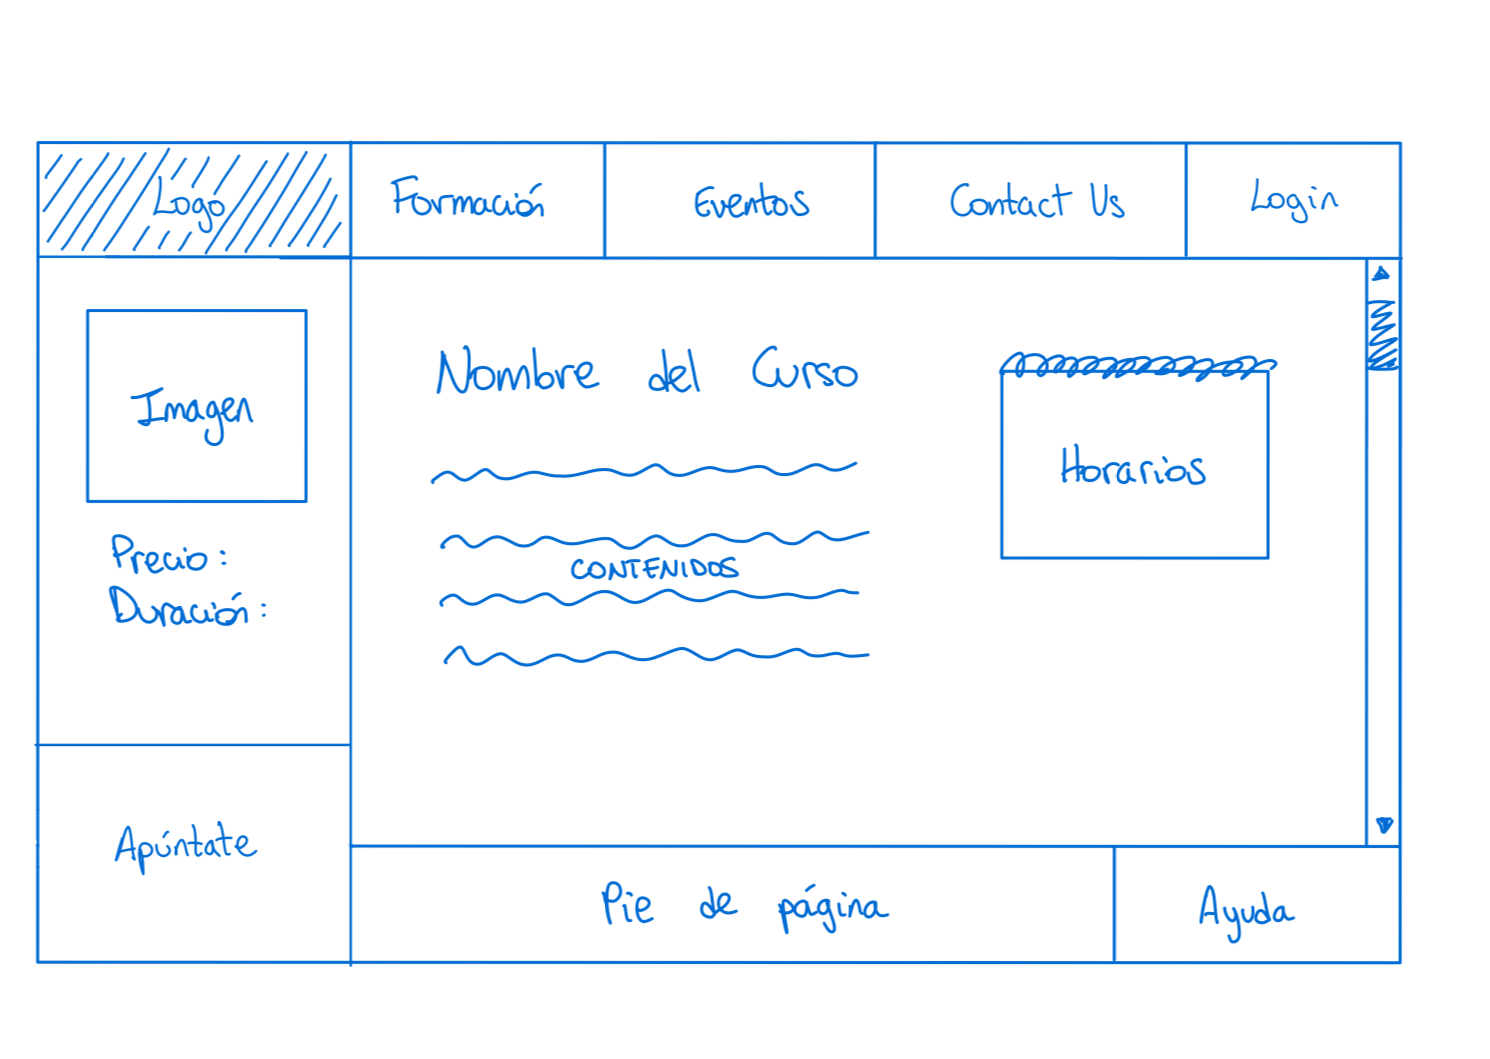 Logo
Formación
Eventos
Contact Us
Login
Imagen
Precio:
Duración:
Apúntate
Nombre del Curso
CONTENIDOS
Horarios
Pie de página
Ayuda